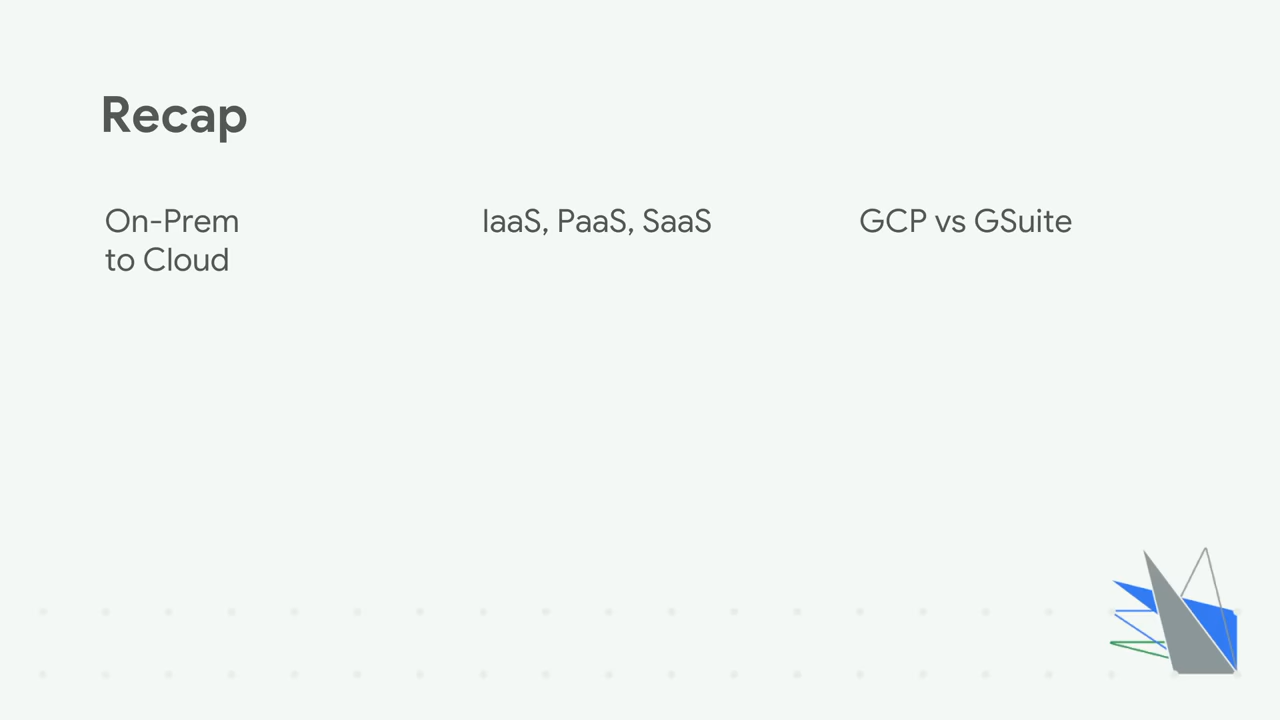 Recap
On-Prem
to Cloud
IaaS, PaaS, SaaS
GCP vs GSuite